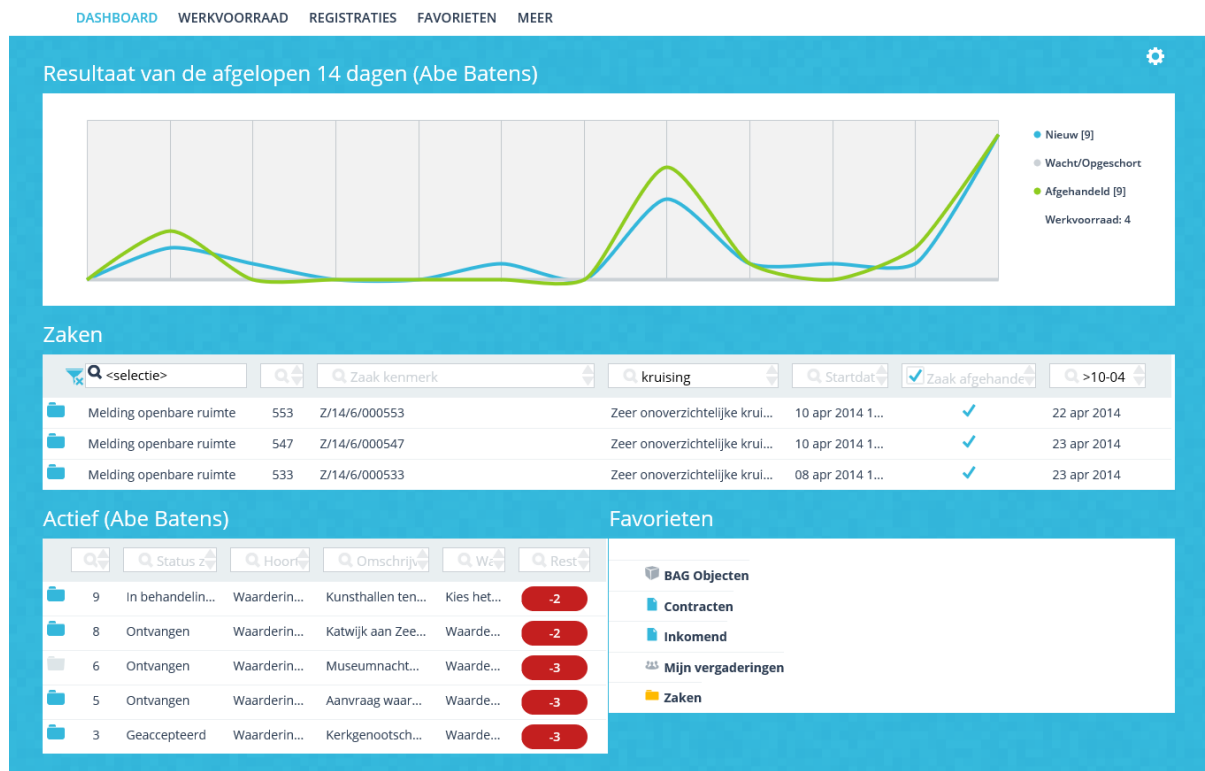 DASHBOARD WERKVOORRAAD REGISTRATIES FAVORIETEN MEER
Resultaat van de afgelopen 14 dagen (Abe Batens)
Nieuw [9]
Wacht/Opgeschort
Afgehandeld [9]
Werkvoorraad: 4
Zaken
<selectie> Zaak kenmerk kruising Startdat Zaak afgehande >10-04
Melding openbare ruimte 553 Z/14/6/000553 Zeer onoverzichtelijke krui... 10 apr 2014 1... 22 apr 2014
Melding openbare ruimte 547 Z/14/6/000547 Zeer onoverzichtelijke krui... 10 apr 2014 1... 23 apr 2014
Melding openbare ruimte 533 Z/14/6/000533 Zeer onoverzichtelijke krui... 08 apr 2014 1... 23 apr 2014
Actief (Abe Batens)
Status z Hoorf Omschrijv Wa Rest
9 In behandelin... Waarderin... Kunsthallen ten... Kies het... -2
8 Ontvangen Waarderin... Katwijk aan Zee... Waarde... -2
6 Ontvangen Waarderin... Museumnacht... Waarde... -3
5 Ontvangen Waarderin... Aanvraag waar... Waarde... -3
3 Geaccepteerd Waarderin... Kerkgenootsch... Waarde... -3
Favorieten
BAG Objecten
Contracten
Inkomend
Mijn vergaderingen
Zaken